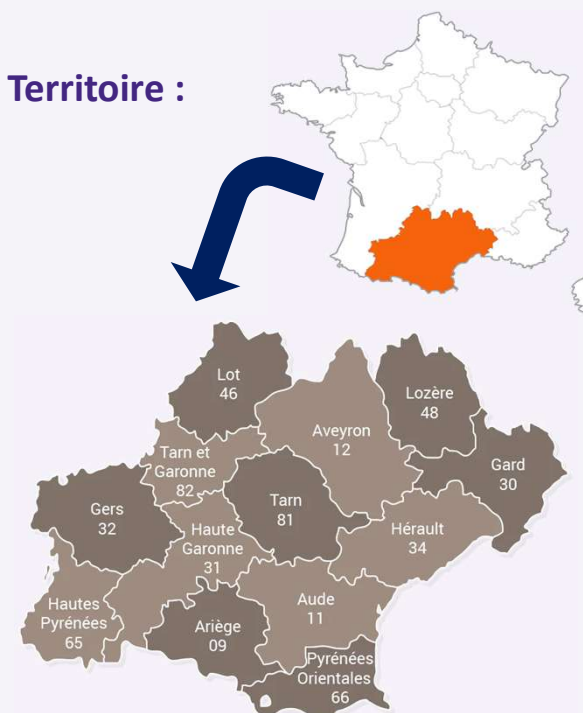 Territoire :
Lot
46
Lozère
48
Aveyron
12
Tarn et
Garonne
82
Gard
30
Gers
32
Tarn
81
Haute
Garonne
31
Hérault
34
Hautes
Pyrénées
65
Aude
11
Ariège
09
Pyrénées
Orientales
66